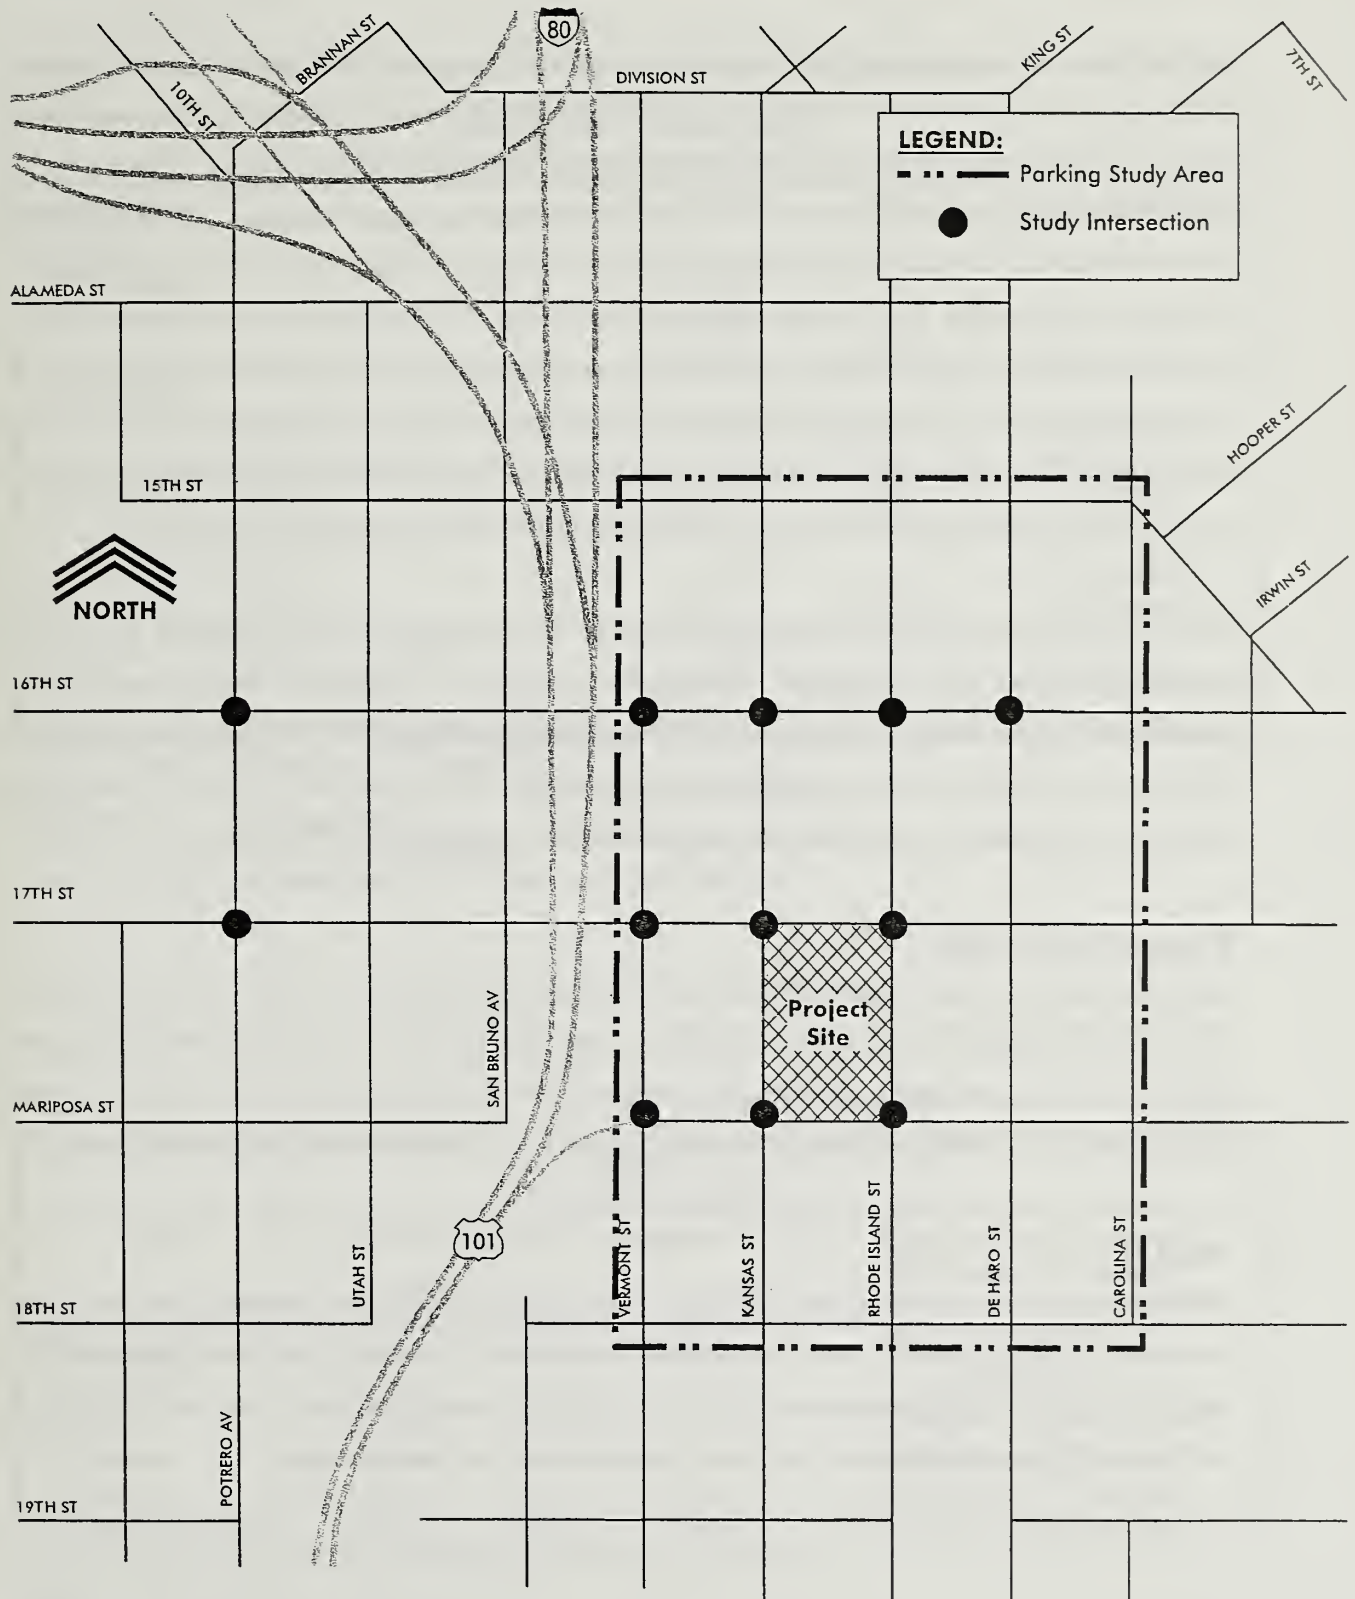 80
BRANNAN ST
DIVISION ST
KING ST
7TH ST
10TH ST
LEGEND:
Parking Study Area
Study Intersection
ALAMEDA ST
HOOPER ST
15TH ST
IRWIN ST
NORTH
16TH ST
17TH ST
Project
Site
SAN BRUNO AV
MARIPOSA ST
101
VERMONT ST
KANSAS ST
RHODE ISLAND ST
DE HARO ST
CAROLINA ST
UTAH ST
18TH ST
POTRERO AV
19TH ST